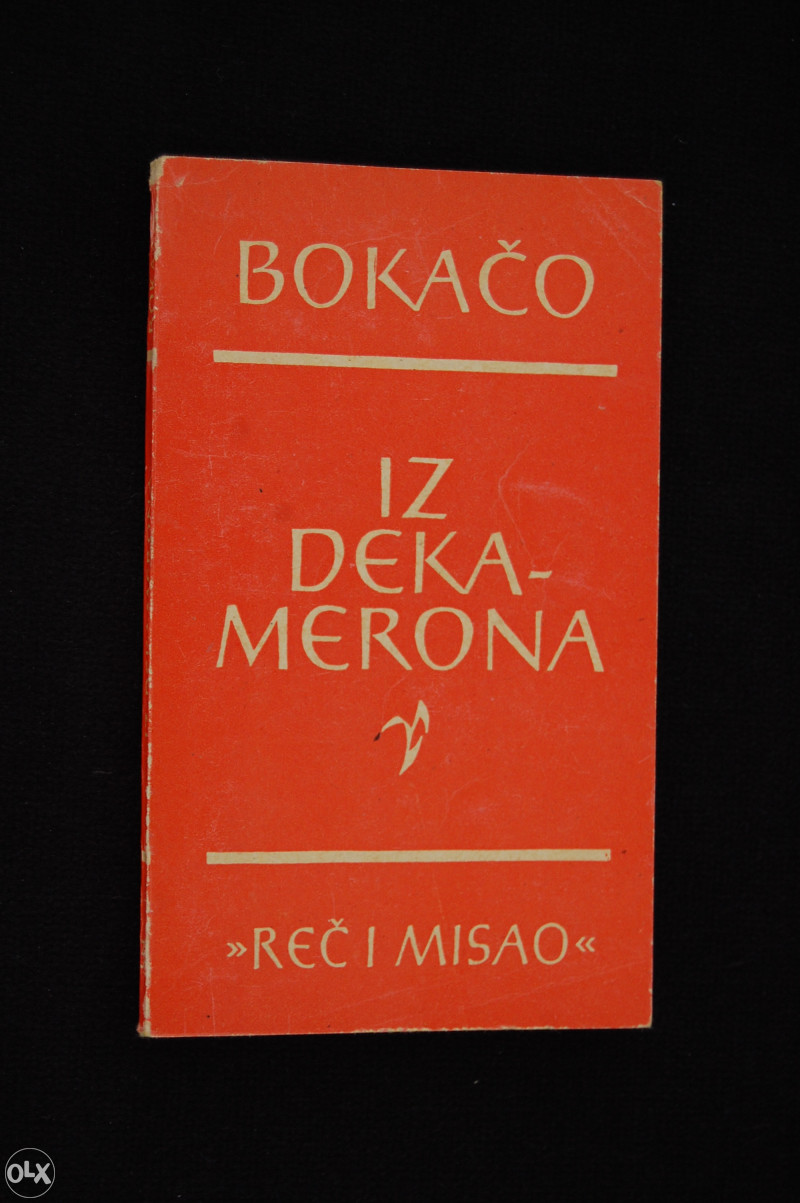 BOKAČO
IZ
DEKA-
MERONA
»REČ I MISAO«
OLX